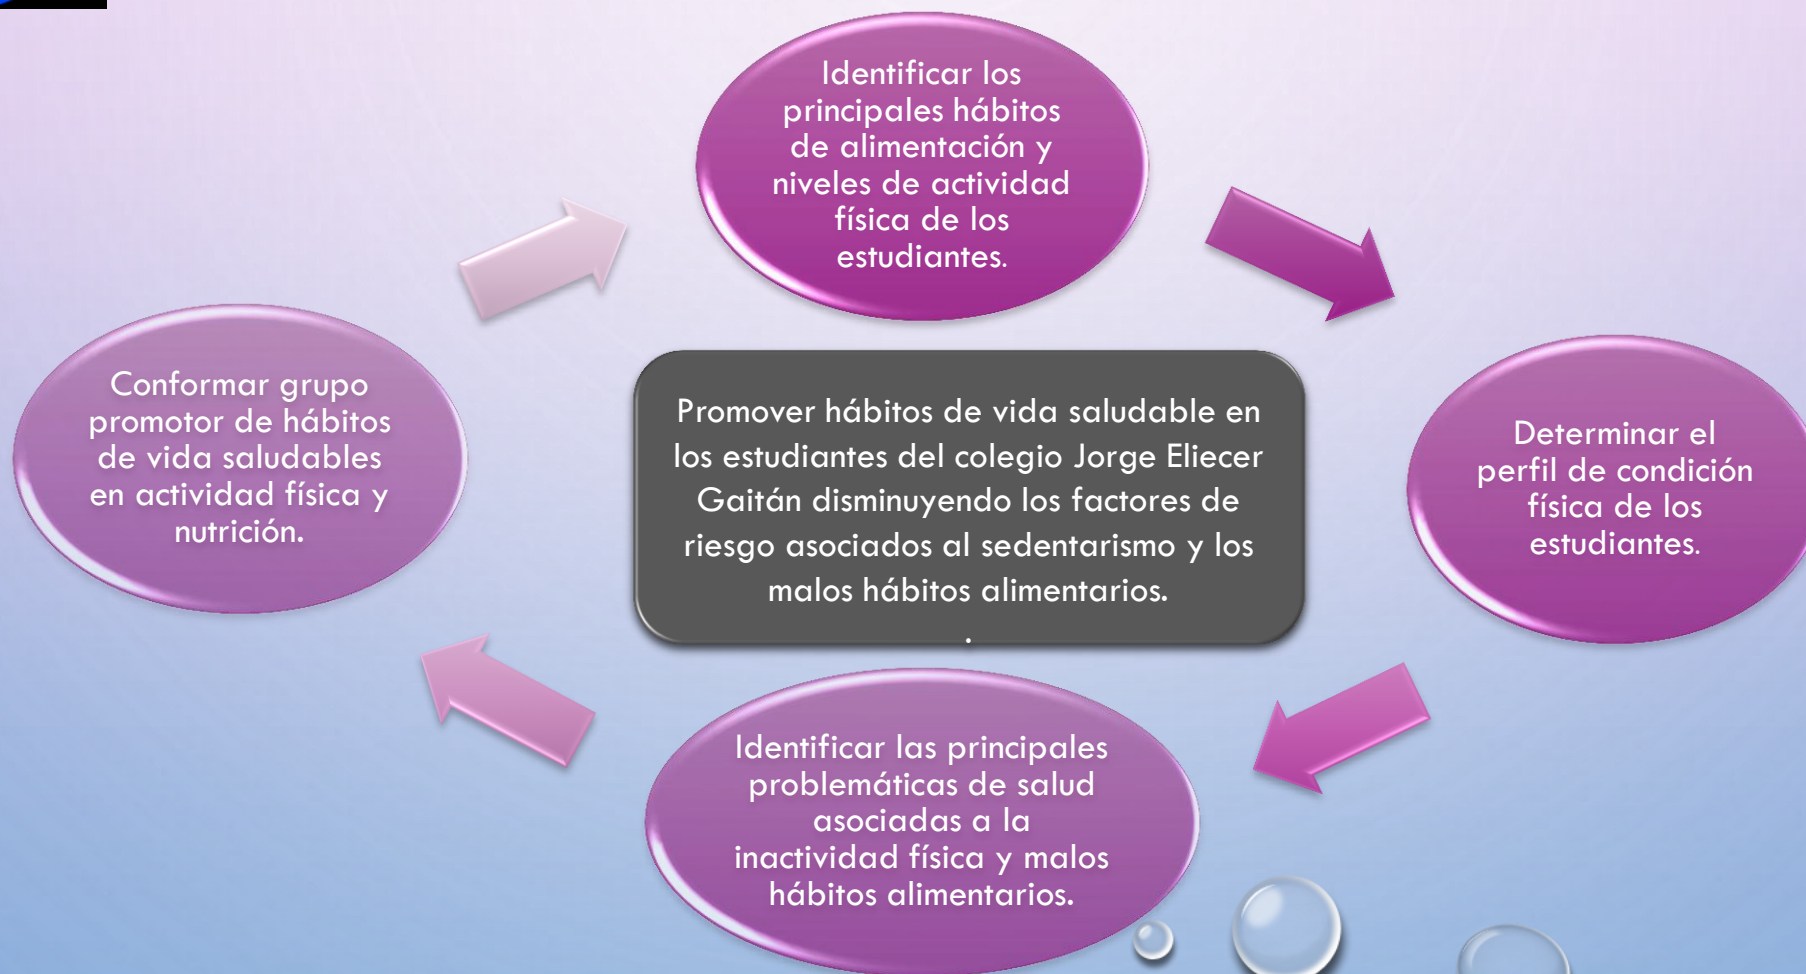 Identificar los
principales hábitos
de alimentación y
niveles de actividad
física de los
estudiantes.
Determinar el
perfil de condición
física de los
estudiantes.
Identificar las principales
problemáticas de salud
asociadas a la
inactividad física y malos
hábitos alimentarios.
Conformar grupo
promotor de hábitos
de vida saludables
en actividad física y
nutrición.
Promover hábitos de vida saludable en
los estudiantes del colegio Jorge Eliecer
Gaitán disminuyendo los factores de
riesgo asociados al sedentarismo y los
malos hábitos alimentarios.
.